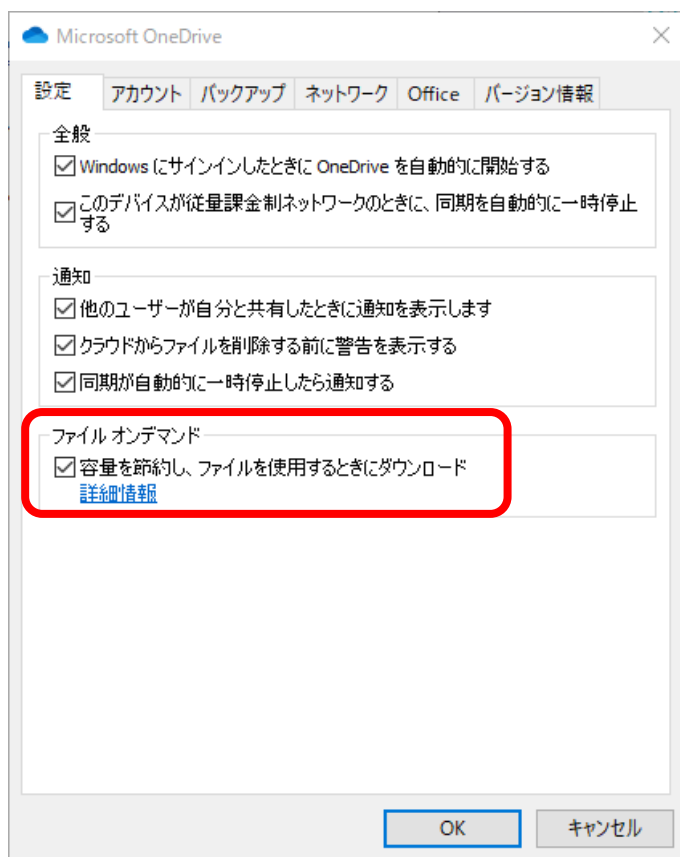 Microsoft OneDrive
設定 アカウント バックアップ ネットワーク Office バージョン情報
全般
Windows にサインインしたときに OneDrive を自動的に開始する
このデバイスが従量課金制ネットワークのときに、同期を自動的に一時停止
する
通知
他のユーザーが自分と共有したときに通知を表示します
クラウドからファイルを削除する前に警告を表示する
同期が自動的に一時停止したら通知する
ファイル オンデマンド
容量を節約し、ファイルを使用するときにダウンロード
詳細情報
OK キャンセル